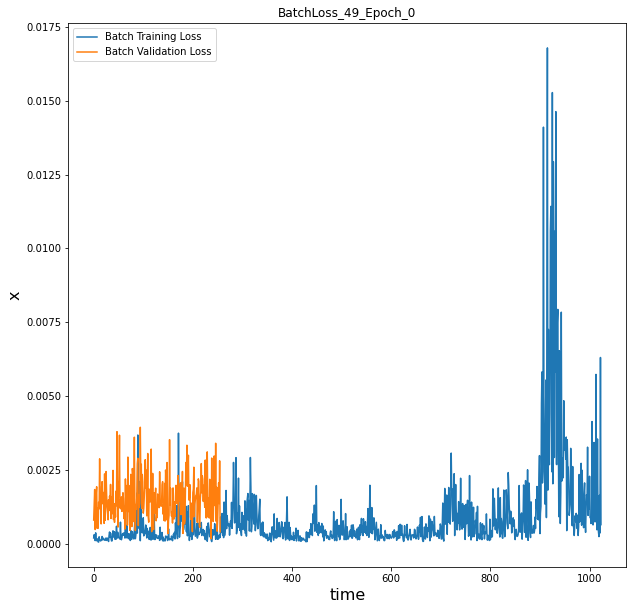 BatchLoss_49_Epoch_0
Batch Training Loss
Batch Validation Loss
0.0175
0.0150
0.0125
0.0100
0.0075
0.0050
0.0025
0.0000
x
0 200 400 600 800 1000
time